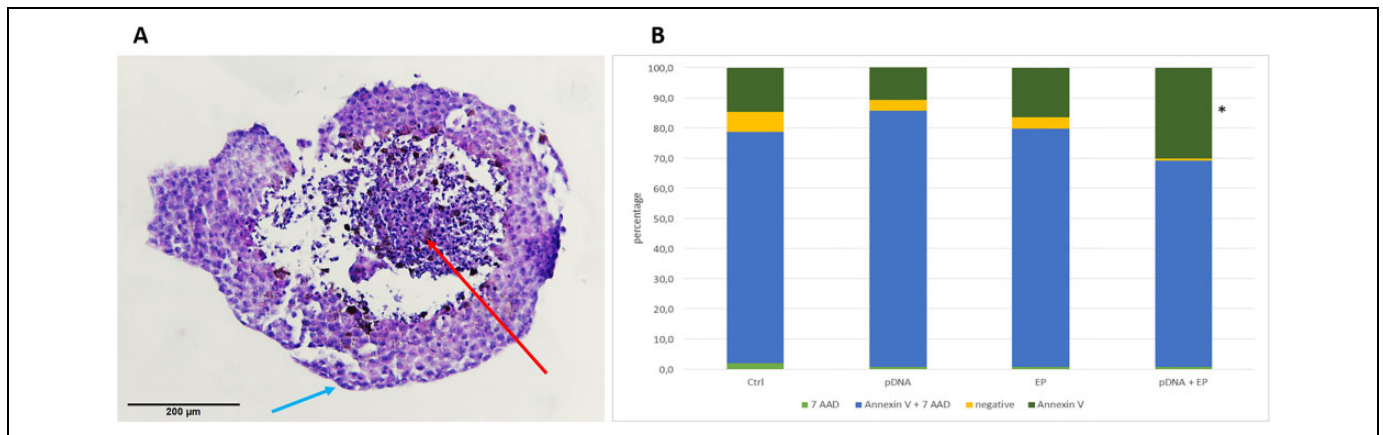 A
200 µm
B
percentage
100,0
90,0
80,0
70,0
60,0
50,0
40,0
30,0
20,0
10,0
0,0
*
Ctrl
pDNA
EP
pDNA + EP
7 AAD
Annexin V + 7 AAD
negative
Annexin V